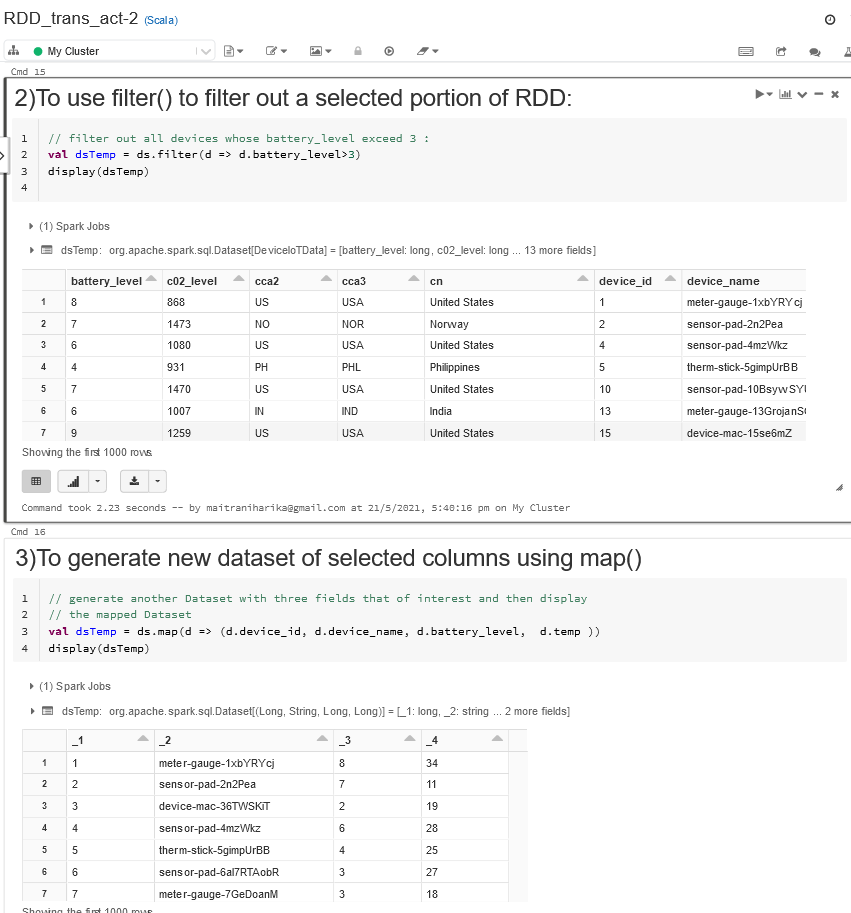 RDD_trans_act-2 (Scala)
My Cluster
Cmd 15
2)To use filter() to filter out a selected portion of RDD:
1 // filter out all devices whose battery_level exceed 3 :
2 val dsTemp = ds.filter(d => d.battery_level>3)
3 display(dsTemp)
4
(1) Spark Jobs
dsTemp: org.apache.spark.sql.Dataset[DeviceIoTData] = [battery_level: long, c02_level: long ... 13 more fields]
battery_level c02_level cca2 cca3 cn device_id device_name
1 8 868 US USA United States 1 meter-gauge-1xbYRYcj
2 7 1473 NO NOR Norway 2 sensor-pad-2n2Pea
3 6 1080 US USA United States 4 sensor-pad-4mzWkz
4 4 931 PH PHL Philippines 5 therm-stick-5gimpUrBB
5 7 1470 US USA United States 10 sensor-pad-10BsywSY
6 6 1007 IN IND India 13 meter-gauge-13GrojanS
7 9 1259 US USA United States 15 device-mac-15se6mZ
Showing the first 1000 rows.
Command took 2.23 seconds -- by maitraniharika@gmail.com at 21/5/2021, 5:40:16 pm on My Cluster
Cmd 16
3)To generate new dataset of selected columns using map()
1 // generate another Dataset with three fields that of interest and then display
2 // the mapped Dataset
3 val dsTemp = ds.map(d => (d.device_id, d.device_name, d.battery_level, d.temp ))
4 display(dsTemp)
(1) Spark Jobs
dsTemp: org.apache.spark.sql.Dataset[(Long, String, Long, Long)] = [_1: long, _2: string ... 2 more fields]
_1 _2 _3 _4
1 1 meter-gauge-1xbYRYcj 8 34
2 2 sensor-pad-2n2Pea 7 11
3 3 device-mac-36TWSKiT 2 19
4 4 sensor-pad-4mzWkz 6 28
5 5 therm-stick-5gimpUrBB 4 25
6 6 sensor-pad-6al7RTAobR 3 27
7 7 meter-gauge-7GeDoanM 3 18
Showing the first 1000 rows.